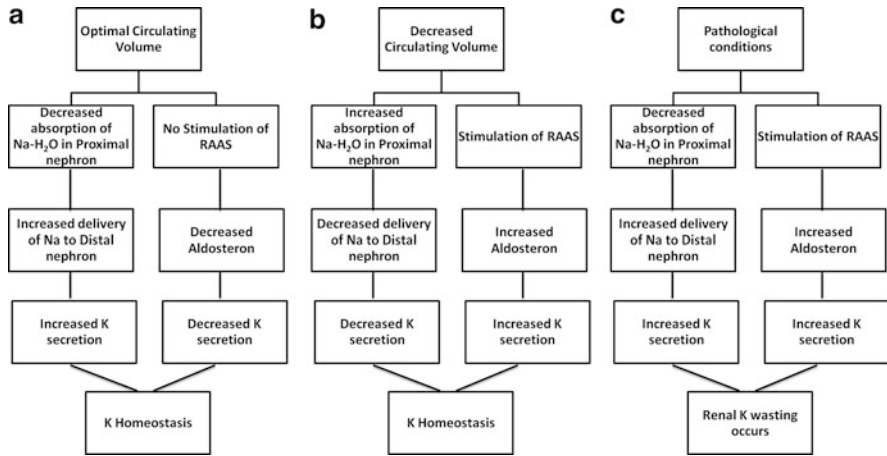 a
Optimal Circulating
Volume
Decreased
absorption of
Na-H₂O in Proximal
nephron
No Stimulation of
RAAS
Increased delivery
of Na to Distal
nephron
Decreased
Aldosteron
Increased K
secretion
Decreased K
secretion
K Homeostasis
b
Decreased
Circulating Volume
Increased
absorption of
Na-H₂O in Proximal
nephron
Stimulation of RAAS
Decreased delivery
of Na to Distal
nephron
Increased
Aldosteron
Decreased K
secretion
Increased K
secretion
K Homeostasis
c
Pathological
conditions
Decreased
absorption of
Na-H₂O in Proximal
nephron
Stimulation of RAAS
Increased delivery
of Na to Distal
nephron
Increased
Aldosteron
Increased K
secretion
Increased K
secretion
Renal K wasting
occurs